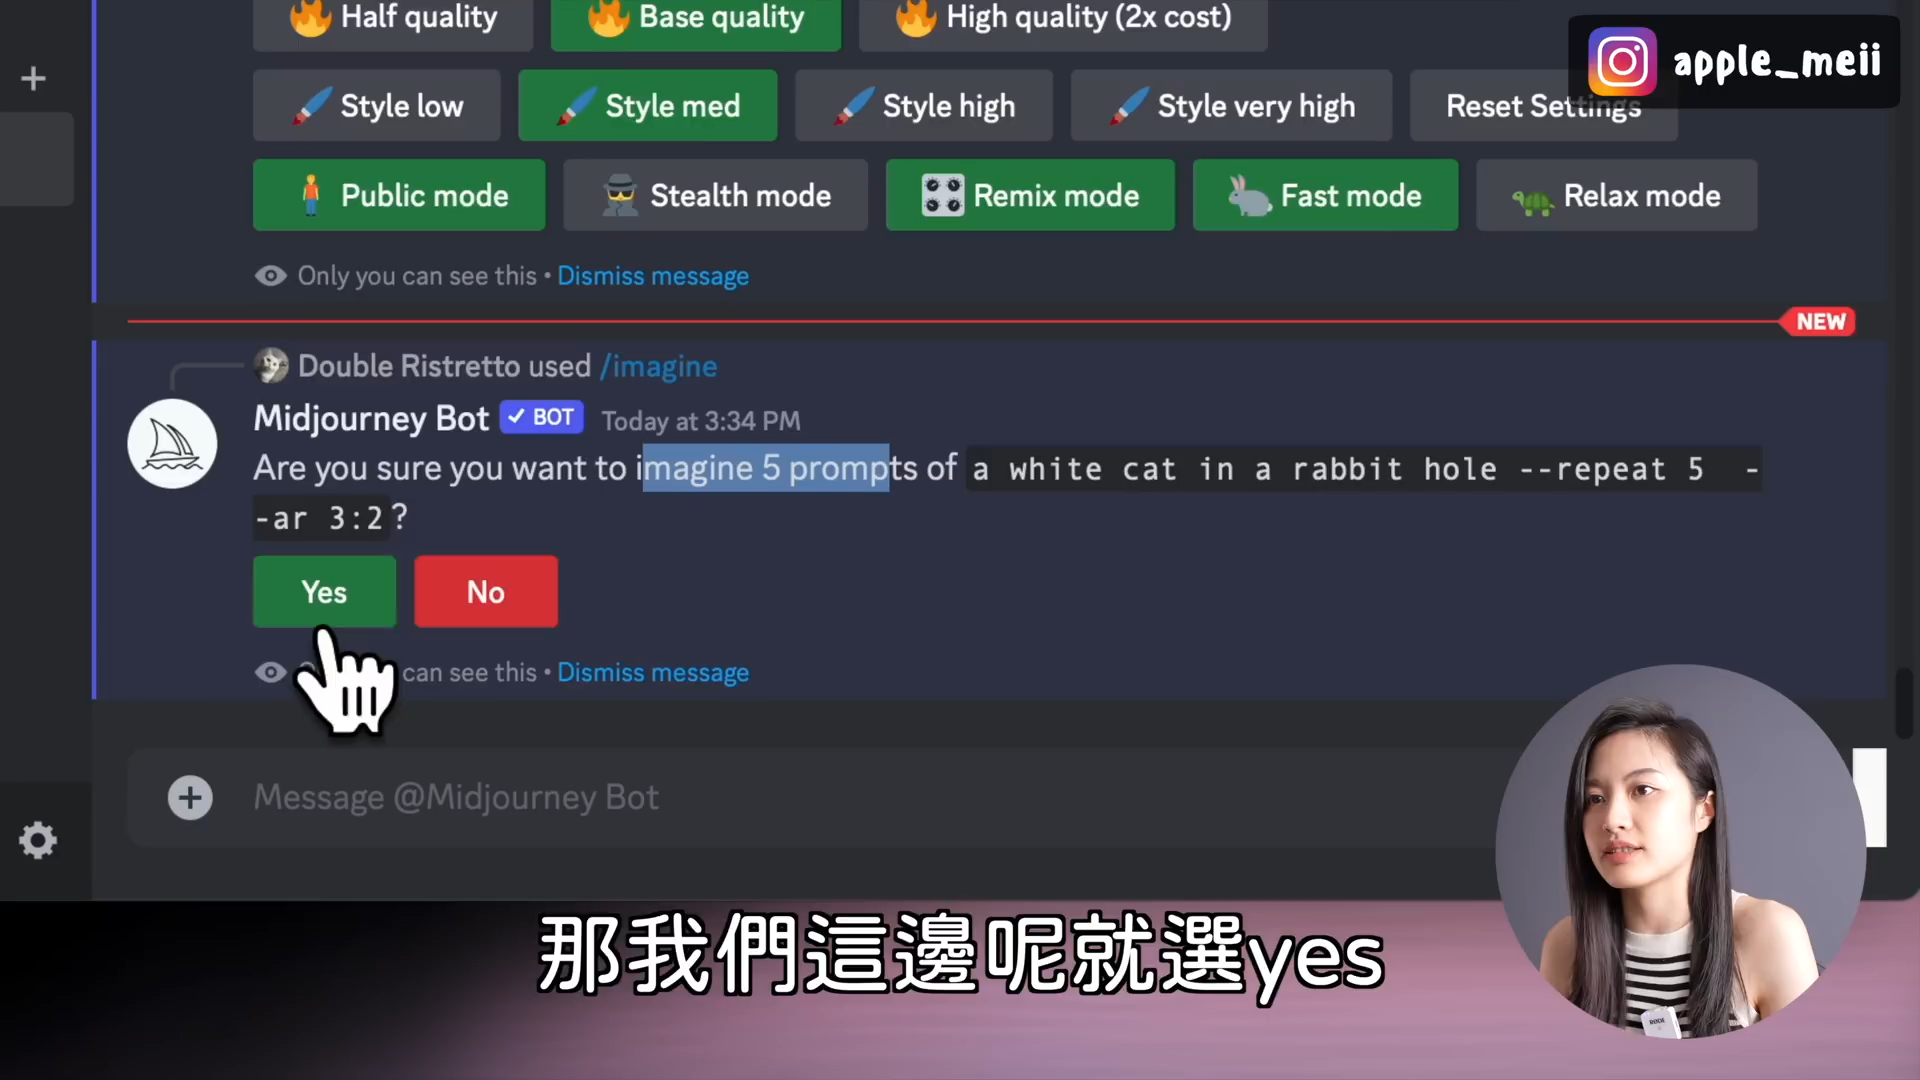 Half quality
Base quality
High quality (2x cost)
apple_meii
Style low
Style med
Style high
Style very high
Reset Settings
Public mode
Stealth mode
Remix mode
Fast mode
Relax mode
Only you can see this • Dismiss message
NEW
Double Ristretto used /imagine
Midjourney Bot ✓ BOT Today at 3:34 PM
Are you sure you want to imagine 5 prompts of a white cat in a rabbit hole --repeat 5 -
-ar 3:2?
Yes
No
can see this • Dismiss message
Message @Midjourney Bot
RODE
那我們這邊呢就選yes